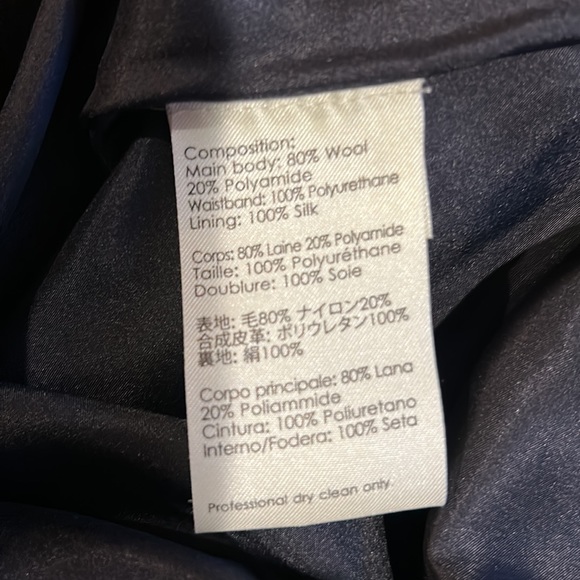 Composition:
Main body: 80% Wool
20% Polyamide
Waistband: 100% Polyurethane
Lining: 100% Silk
Corps: 80% Laine 20% Polyamide
Taille: 100% Polyuréthane
Doublure: 100% Soie
表地: 毛80% ナイロン20%
合成皮革: ポリウレタン100%
裏地: 絹100%
Corpo principale: 80% Lana
20% Poliammide
Cintura: 100% Poliuretano
Interno/Fodera: 100% Seta
Professional dry clean only.